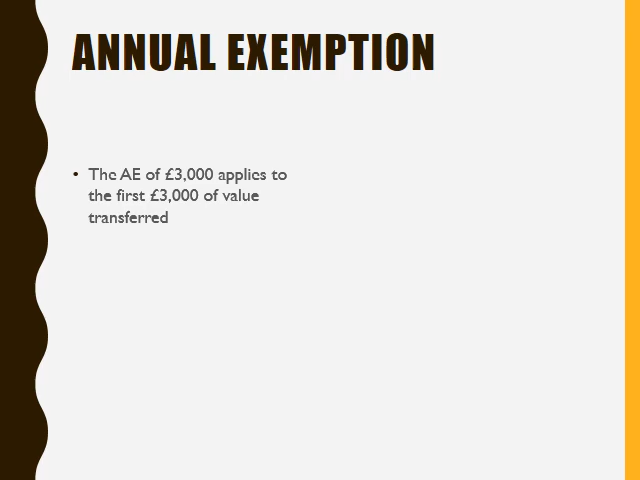 ANNUAL EXEMPTION
• The AE of £3,000 applies to
the first £3,000 of value
transferred